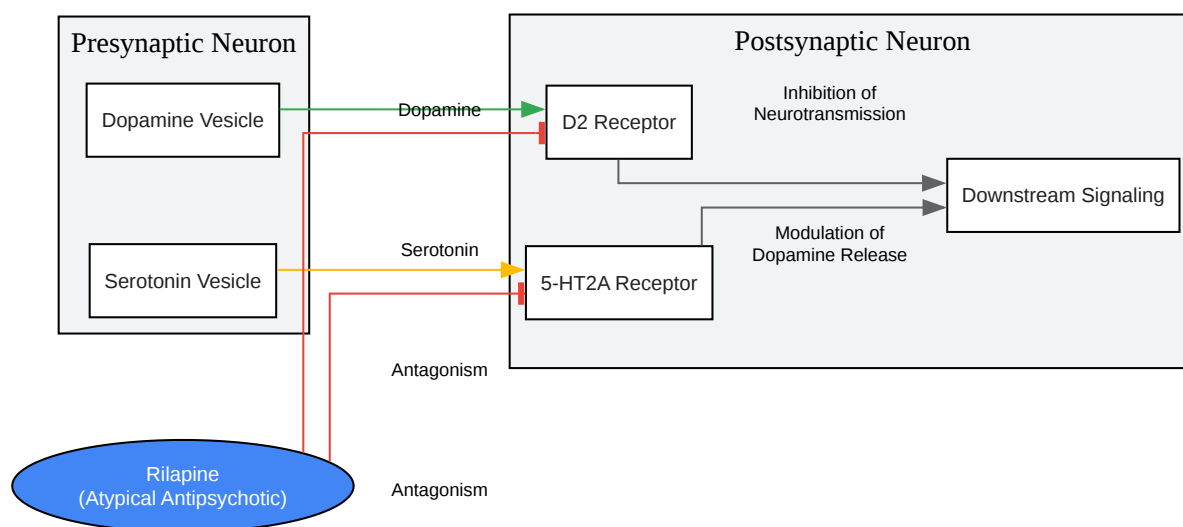 Presynaptic Neuron
Postsynaptic Neuron
Dopamine Vesicle
Dopamine
D2 Receptor
Inhibition of
Neurotransmission
Downstream Signaling
Serotonin Vesicle
Serotonin
5-HT2A Receptor
Modulation of
Dopamine Release
Antagonism
Rilapine
(Atypical Antipsychotic)
Antagonism